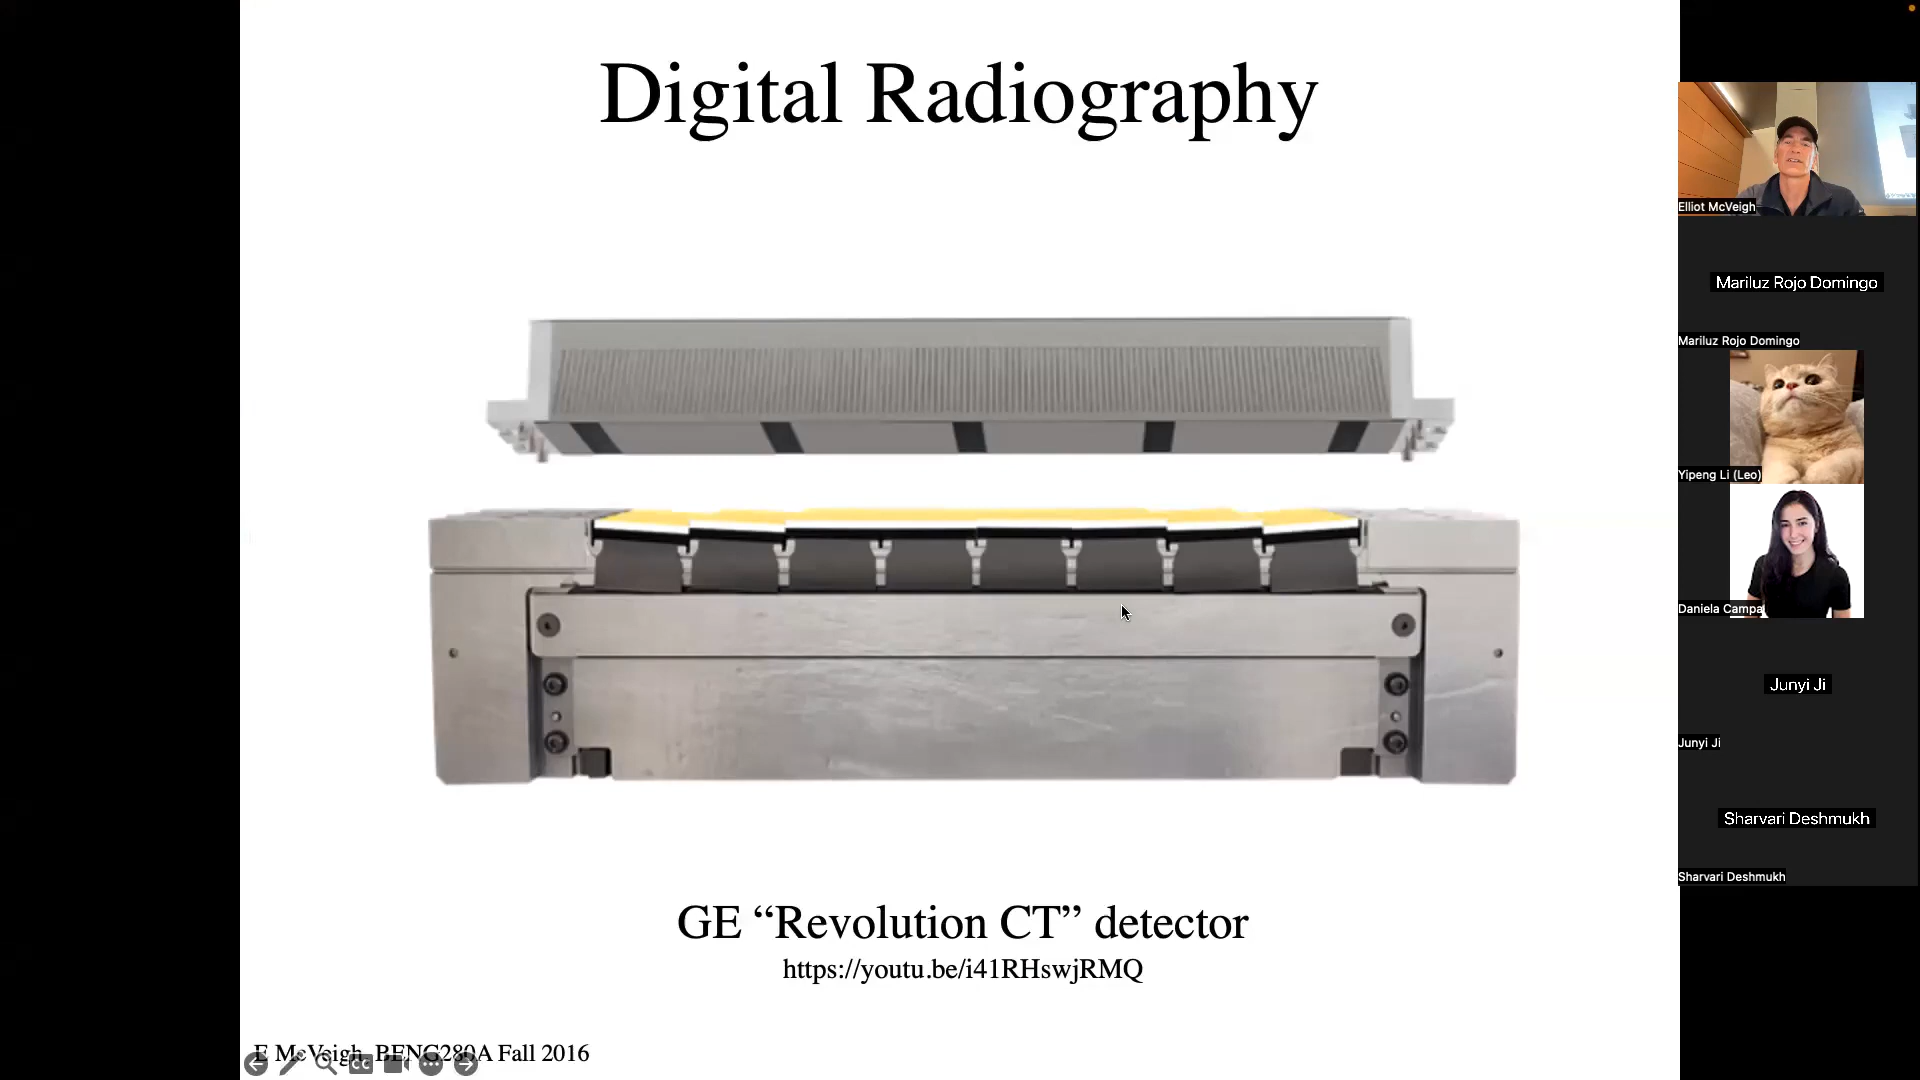 Digital Radiography
GE “Revolution CT” detector
https://youtu.be/i41RHswjRMQ
E McVeigh, BENG280A Fall 2016
CC
Elliot McVeigh
Mariluz Rojo Domingo
Mariluz Rojo Domingo
Yipeng Li (Leo)
Daniela Campa
Junyi Ji
Junyi Ji
Sharvari Deshmukh
Sharvari Deshmukh